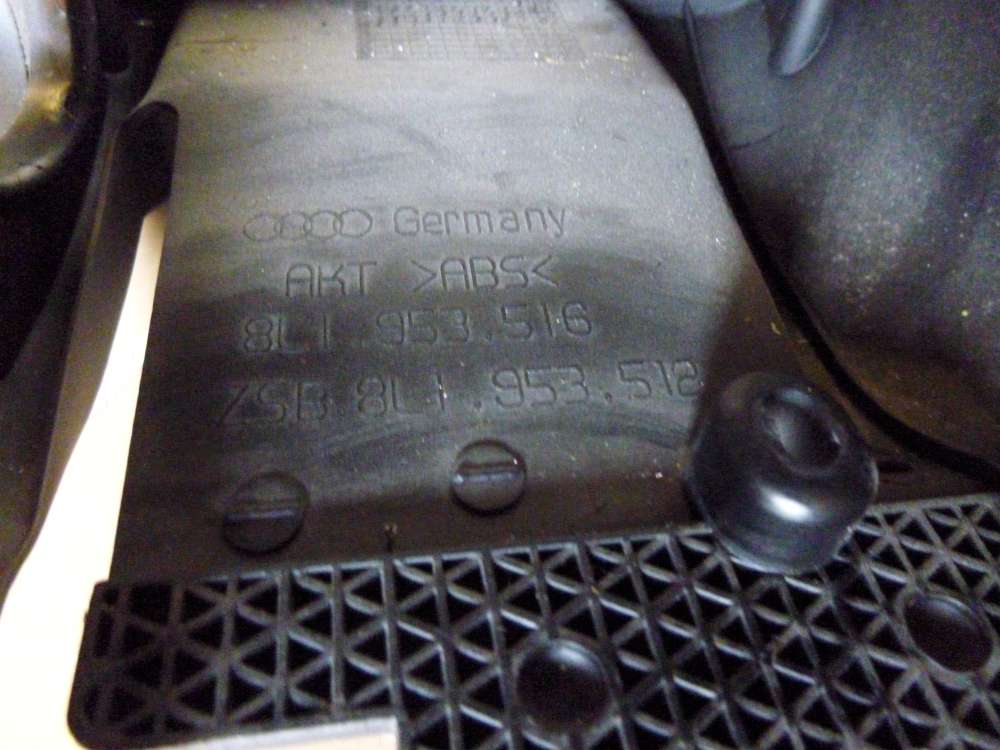 Germany
AKT >ABS<
8L1.953.516
ZSB.8L1.953.512